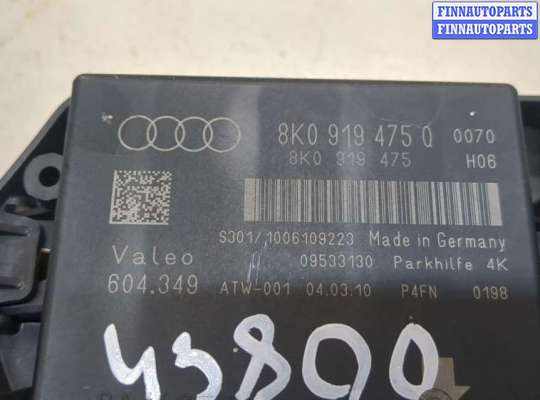 FINNAUTOPARTS
FINNAUTOPARTS
8K0 919 475 Q 0070
8K0 919 475 H06
S301/1006109223 Made in Germany
Valeo 09533130 Parkhilfe 4K
604.349 ATW-001 04.03.10 P4FN 0198
43890